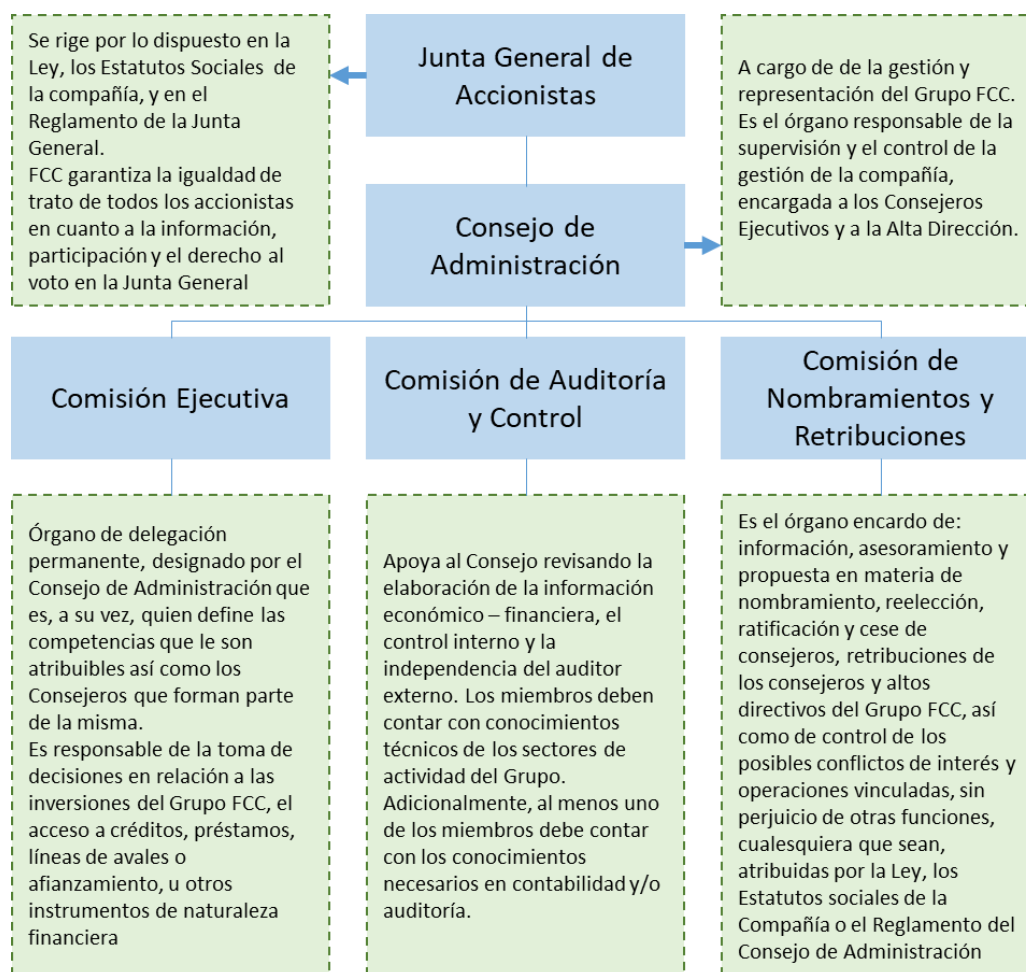 Se rige por lo dispuesto en la
Ley, los Estatutos Sociales de
la compañía, y en el
Reglamento de la Junta
General.
FCC garantiza la igualdad de
trato de todos los accionistas
en cuanto a la información,
participación y el derecho al
voto en la Junta General
Junta General de
Accionistas
A cargo de de la gestión y
representación del Grupo FCC.
Es el órgano responsable de la
supervisión y el control de la
gestión de la compañía,
encargada a los Consejeros
Ejecutivos y a la Alta Dirección.
Consejo de
Administración
Comisión Ejecutiva
Comisión de Auditoría
y Control
Comisión de
Nombramientos y
Retribuciones
Órgano de delegación
permanente, designado por el
Consejo de Administración que
es, a su vez, quien define las
competencias que le son
atribuibles así como los
Consejeros que forman parte
de la misma.
Es responsable de la toma de
decisiones en relación a las
inversiones del Grupo FCC, el
acceso a créditos, préstamos,
líneas de avales o
afianzamiento, u otros
instrumentos de naturaleza
financiera
Apoya al Consejo revisando la
elaboración de la información
económico – financiera, el
control interno y la
independencia del auditor
externo. Los miembros deben
contar con conocimientos
técnicos de los sectores de
actividad del Grupo.
Adicionalmente, al menos uno
de los miembros debe contar
con los conocimientos
necesarios en contabilidad y/o
auditoría.
Es el órgano encardo de:
información, asesoramiento y
propuesta en materia de
nombramiento, reelección,
ratificación y cese de
consejeros, retribuciones de
los consejeros y altos
directivos del Grupo FCC, así
como de control de los
posibles conflictos de interés y
operaciones vinculadas, sin
perjuicio de otras funciones,
cualesquiera que sean,
atribuidas por la Ley, los
Estatutos sociales de la
Compañía o el Reglamento del
Consejo de Administración